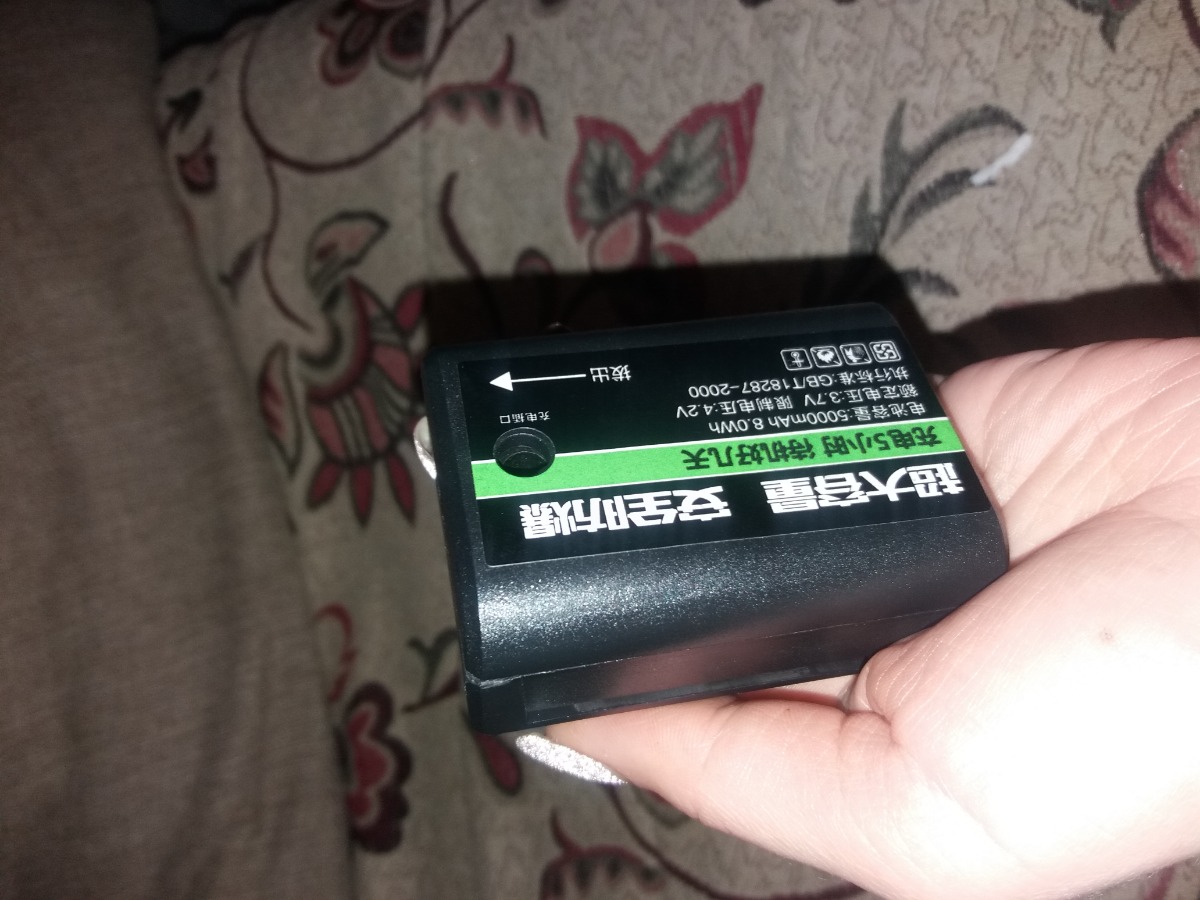 超大容量 安全防爆
充电5小时 待机好几天
电池容量:5000mAh 8.0Wh
额定电压:3.7V 限制电压:4.2V
执行标准:GB/T18287-2000
充电插口
拔出